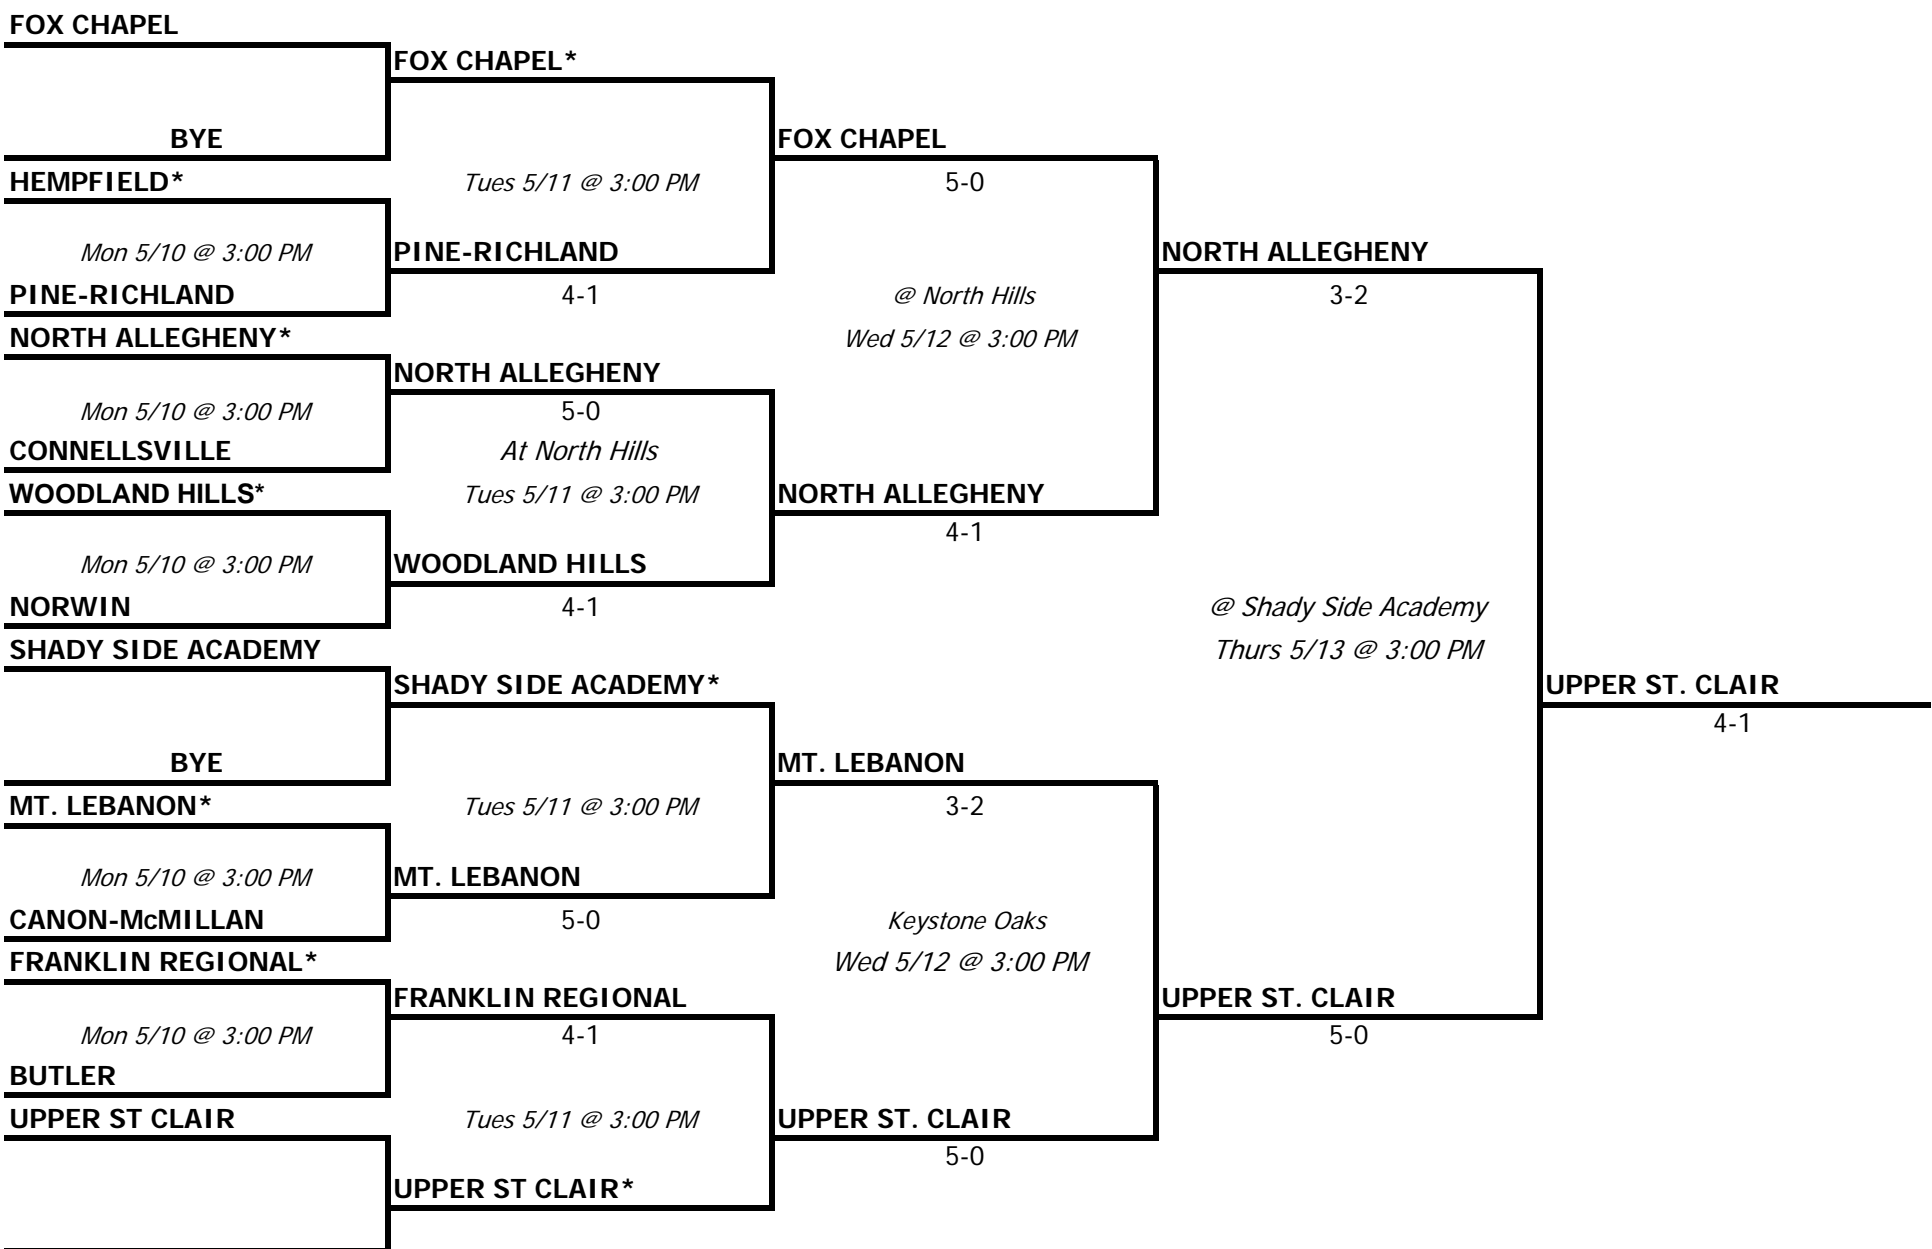 FOX CHAPEL
FOX CHAPEL*
BYE
FOX CHAPEL
HEMPFIELD*
Tues 5/11 @ 3:00 PM
5-0
Mon 5/10 @ 3:00 PM
PINE-RICHLAND
NORTH ALLEGHENY
PINE-RICHLAND
4-1
@ North Hills
3-2
NORTH ALLEGHENY*
Wed 5/12 @ 3:00 PM
NORTH ALLEGHENY
Mon 5/10 @ 3:00 PM
5-0
CONNELLSVILLE
At North Hills
WOODLAND HILLS*
Tues 5/11 @ 3:00 PM
NORTH ALLEGHENY
4-1
Mon 5/10 @ 3:00 PM
WOODLAND HILLS
NORWIN
4-1
@ Shady Side Academy
SHADY SIDE ACADEMY
Thurs 5/13 @ 3:00 PM
SHADY SIDE ACADEMY*
UPPER ST. CLAIR
4-1
BYE
MT. LEBANON
MT. LEBANON*
Tues 5/11 @ 3:00 PM
3-2
Mon 5/10 @ 3:00 PM
MT. LEBANON
CANON-McMILLAN
5-0
Keystone Oaks
FRANKLIN REGIONAL*
Wed 5/12 @ 3:00 PM
FRANKLIN REGIONAL
UPPER ST. CLAIR
Mon 5/10 @ 3:00 PM
4-1
5-0
BUTLER
UPPER ST CLAIR
Tues 5/11 @ 3:00 PM
UPPER ST. CLAIR
5-0
UPPER ST CLAIR*